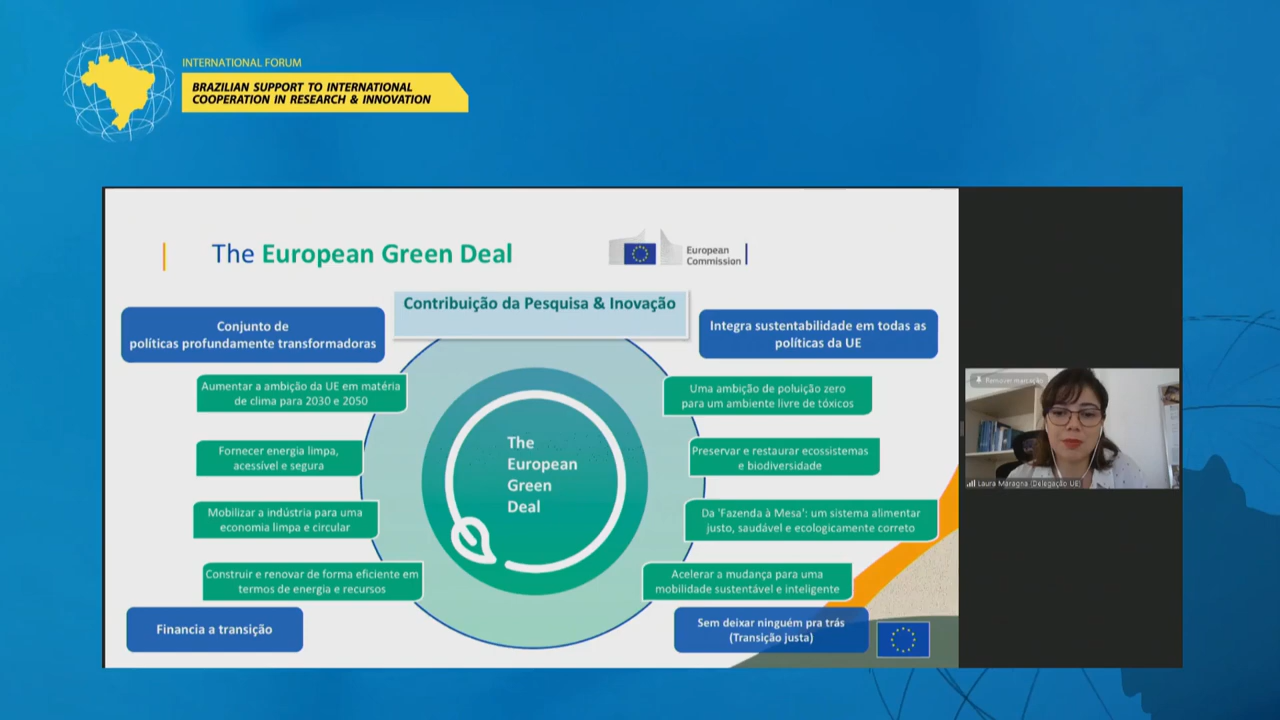 INTERNATIONAL FORUM
BRAZILIAN SUPPORT TO INTERNATIONAL
COOPERATION IN RESEARCH & INNOVATION
The European Green Deal
European
Commission
Contribuição da Pesquisa & Inovação
Conjunto de
políticas profundamente transformadoras
Integra sustentabilidade em todas as
políticas da UE
Aumentar a ambição da UE em matéria
de clima para 2030 e 2050
Uma ambição de poluição zero
para um ambiente livre de tóxicos
Fornecer energia limpa,
acessível e segura
The
European
Green
Deal
Preservar e restaurar ecossistemas
e biodiversidade
Mobilizar a indústria para uma
economia limpa e circular
Da 'Fazenda à Mesa': um sistema alimentar
justo, saudável e ecologicamente correto
Construir e renovar de forma eficiente em
termos de energia e recursos
Acelerar a mudança para uma
mobilidade sustentável e inteligente
Financia a transição
Sem deixar ninguém pra trás
(Transição justa)
Remover marcação
Laura Maragna (Delegação UE)